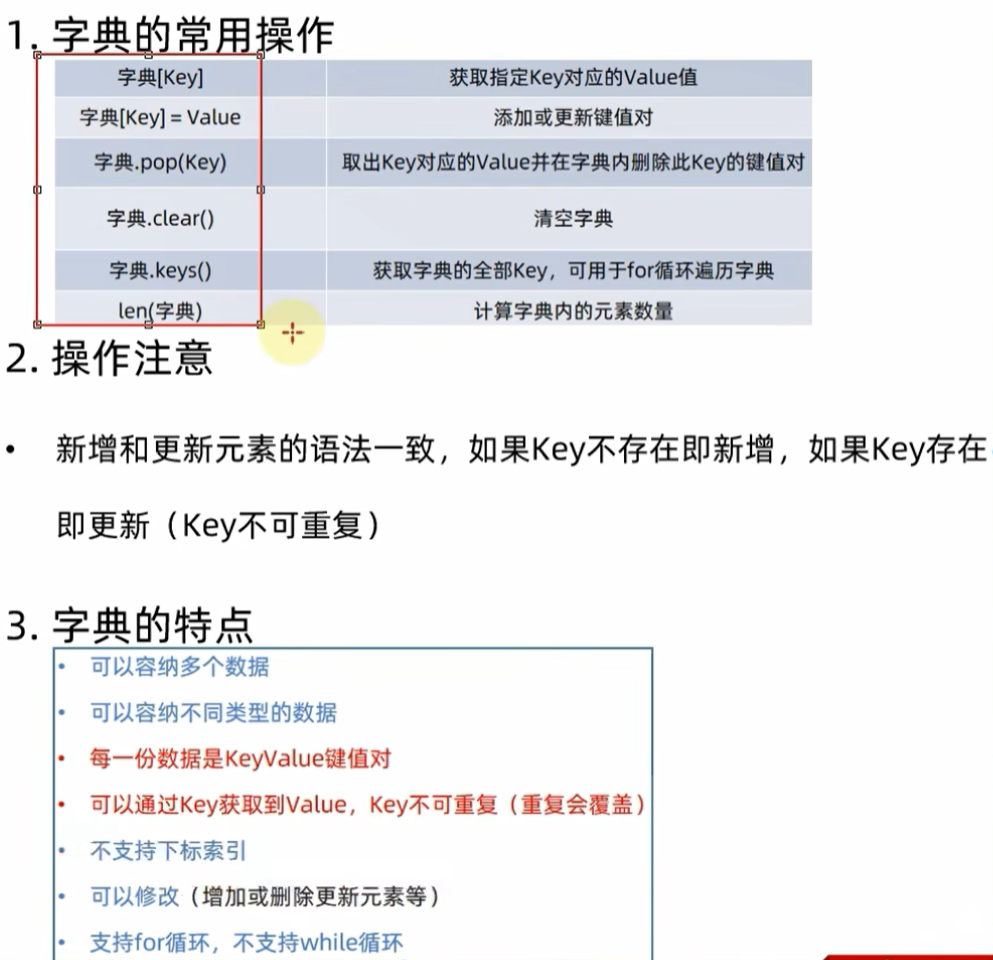 1. 字典的常用操作
字典[Key] 获取指定Key对应的Value值
字典[Key] = Value 添加或更新键值对
字典.pop(Key) 取出Key对应的Value并在字典内删除此Key的键值对
字典.clear() 清空字典
字典.keys() 获取字典的全部Key，可用于for循环遍历字典
len(字典) 计算字典内的元素数量
2. 操作注意
• 新增和更新元素的语法一致，如果Key不存在即新增，如果Key存在
即更新（Key不可重复）
3. 字典的特点
• 可以容纳多个数据
• 可以容纳不同类型的数据
• 每一份数据是KeyValue键值对
• 可以通过Key获取到Value，Key不可重复（重复会覆盖）
• 不支持下标索引
• 可以修改（增加或删除更新元素等）
• 支持for循环，不支持while循环